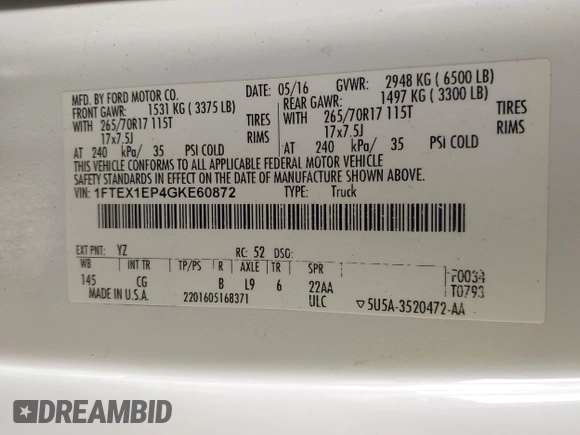 MFD. BY FORD MOTOR CO. DATE: 05/16 GVWR: 2948 KG ( 6500 LB)
FRONT GAWR: 1531 KG ( 3375 LB) REAR GAWR: 1497 KG ( 3300 LB)
WITH 265/70R17 115T TIRES WITH 265/70R17 115T TIRES
17x7.5J RIMS 17x7.5J RIMS
AT 240 kPa/ 35 PSI COLD AT 240 kPa/ 35 PSI COLD
THIS VEHICLE CONFORMS TO ALL APPLICABLE FEDERAL MOTOR VEHICLE
SAFETY STANDARDS IN EFFECT ON THE DATE OF MANUFACTURE SHOWN ABOVE.
VIN: 1FTEX1EP4GKE60872 TYPE: Truck
EXT PNT: YZ RC: 52 DSG:
WB INT TR TP/PS R AXLE TR SPR
145 CG B L9 6 22AA
F0034
T0793
MADE IN U.S.A. 2201605168371 ULC ▽5U5A-3520472-AA
DREAMBID